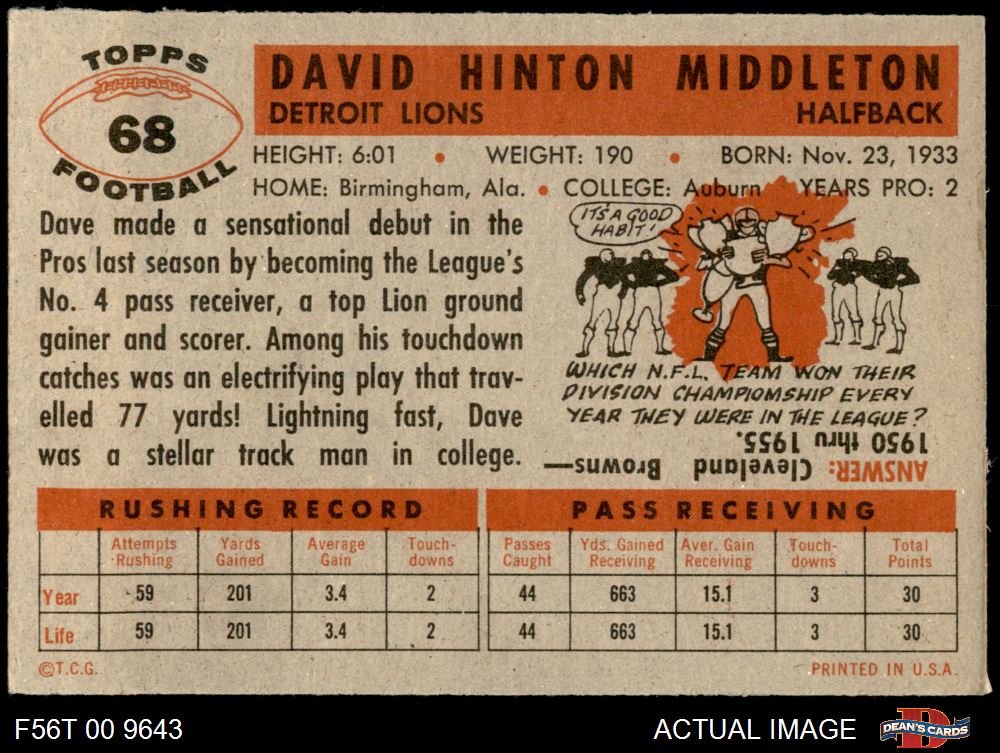 TOPPS
68
FOOTBALL
DAVID HINTON MIDDLETON
DETROIT LIONS HALFBACK
HEIGHT: 6:01 • WEIGHT: 190 • BORN: Nov. 23, 1933
HOME: Birmingham, Ala. • COLLEGE: Auburn YEARS PRO: 2
Dave made a sensational debut in the
Pros last season by becoming the League's
No. 4 pass receiver, a top Lion ground
gainer and scorer. Among his touchdown
catches was an electrifying play that trav-
elled 77 yards! Lightning fast, Dave
was a stellar track man in college.
IT'S A GOOD
HABIT!
WHICH N.F.L. TEAM WON THEIR
DIVISION CHAMPIOMSHIP EVERY
YEAR THEY WERE IN THE LEAGUE?
ANSWER: Cleveland Browns—
1950 thru 1955.
RUSHING RECORD
Attempts Rushing Yards Gained Average Gain Touch-downs
Year 59 201 3.4 2
Life 59 201 3.4 2
PASS RECEIVING
Passes Caught Yds. Gained Receiving Aver. Gain Receiving Touch-downs Total Points
44 663 15.1 3 30
44 663 15.1 3 30
©T.C.G. PRINTED IN U.S.A.
F56T 00 9643 ACTUAL IMAGE DEAN'S CARDS